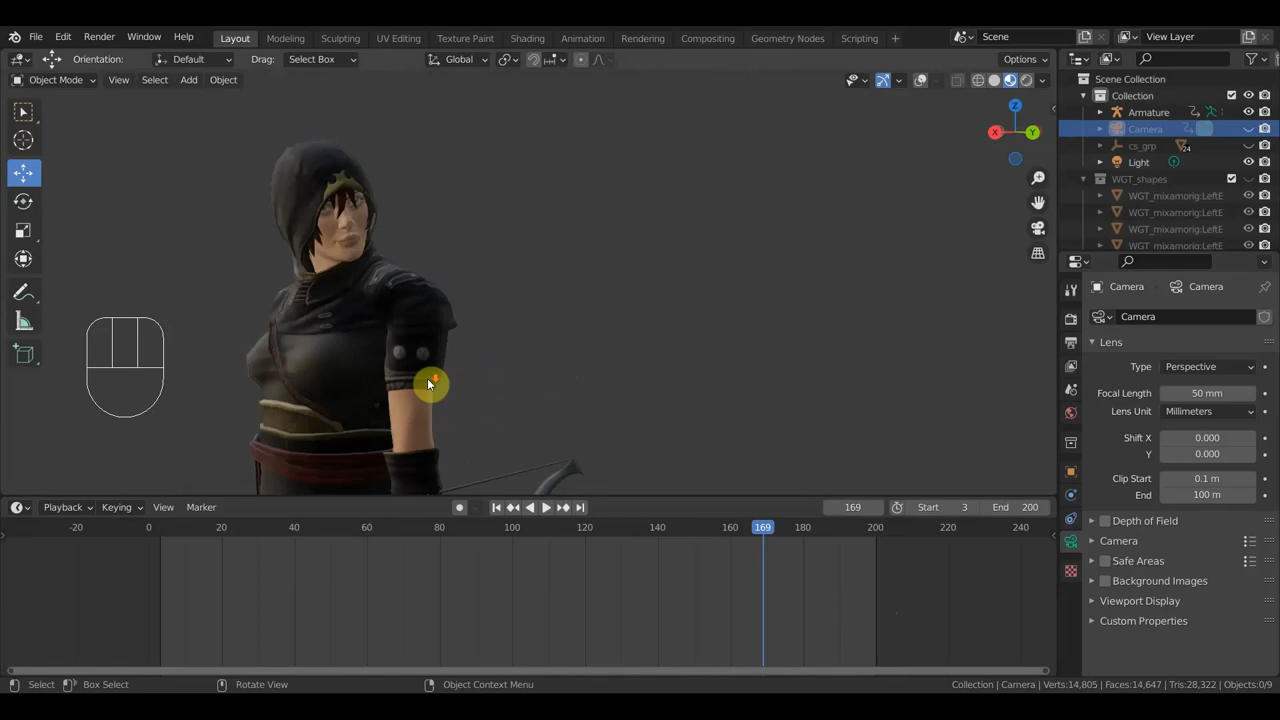 File Edit Render Window Help Layout Modeling Sculpting UV Editing Texture Paint Shading Animation Rendering Compositing Geometry Nodes Scripting + Scene View Layer
Orientation: Default Drag: Select Box Global Options
Object Mode View Select Add Object
Scene Collection
Collection
Armature
Camera
cs_grp 24
Light
WGT_shapes
WGT_mixamorig:LeftE
WGT_mixamorig:LeftE
WGT_mixamorig:LeftE
WGT_mixamorig:LeftE
Z
X Y
Camera Camera
Camera
Lens
Type Perspective
Focal Length 50 mm
Lens Unit Millimeters
Shift X 0.000
Y 0.000
Clip Start 0.1 m
End 100 m
Depth of Field
Camera
Safe Areas
Background Images
Viewport Display
Custom Properties
Playback Keying View Marker 169 Start 3 End 200
-20 0 20 40 60 80 100 120 140 160 169 180 200 220 240
Select Box Select Rotate View Object Context Menu Collection | Camera | Verts:14,805 | Faces:14,647 | Tris:28,322 | Objects:0/9